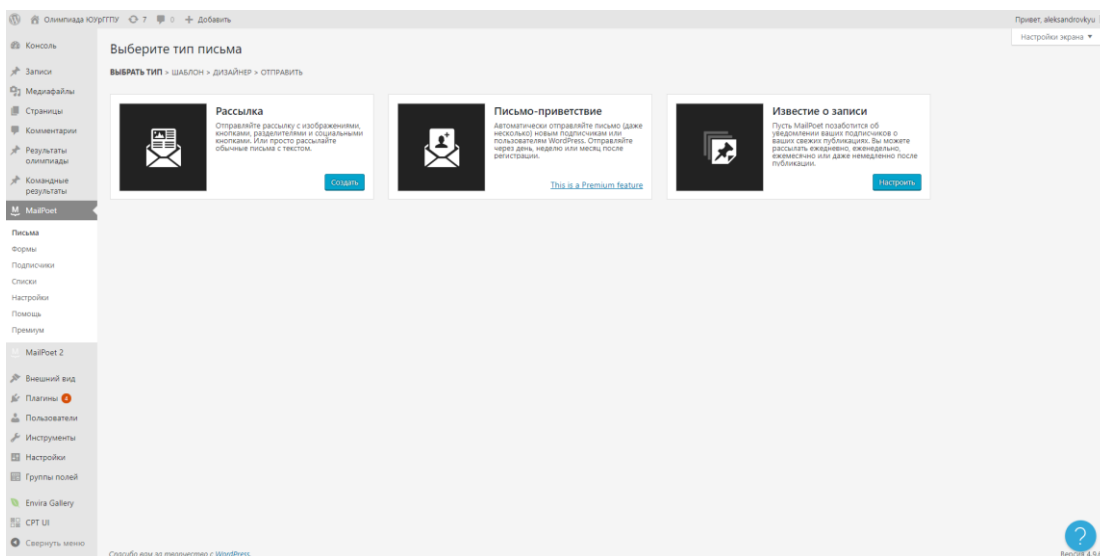 Олимпиада ЮУрГГПУ 7 0 + Добавить
Привет, aleksandrovkyu
Настройки экрана ▼
Консоль
Записи
Медиафайлы
Страницы
Комментарии
Результаты
олимпиады
Командные
результаты
MailPoet
Письма
Формы
Подписчики
Списки
Настройки
Помощь
Премиум
MailPoet 2
Внешний вид
Плагины 4
Пользователи
Инструменты
Настройки
Группы полей
Envira Gallery
CPT UI
Свернуть меню
Выберите тип письма
ВЫБРАТЬ ТИП > ШАБЛОН > ДИЗАЙНЕР > ОТПРАВИТЬ
Рассылка
Отправляйте рассылку с изображениями,
кнопками, разделителями и социальными
кнопками. Или просто рассылайте
обычные письма с текстом.
Создать
Письмо-приветствие
Автоматически отправляйте письмо (даже
несколько) новым подписчикам или
пользователям WordPress. Отправляйте
через день, неделю или месяц после
регистрации.
This is a Premium feature
Известие о записи
Пусть MailPoet позаботится об
уведомлении ваших подписчиков о
ваших свежих публикациях. Вы можете
рассылать ежедневно, еженедельно,
ежемесячно или даже немедленно после
публикации.
Настроить
Спасибо вам за творчество с WordPress.
?
Версия